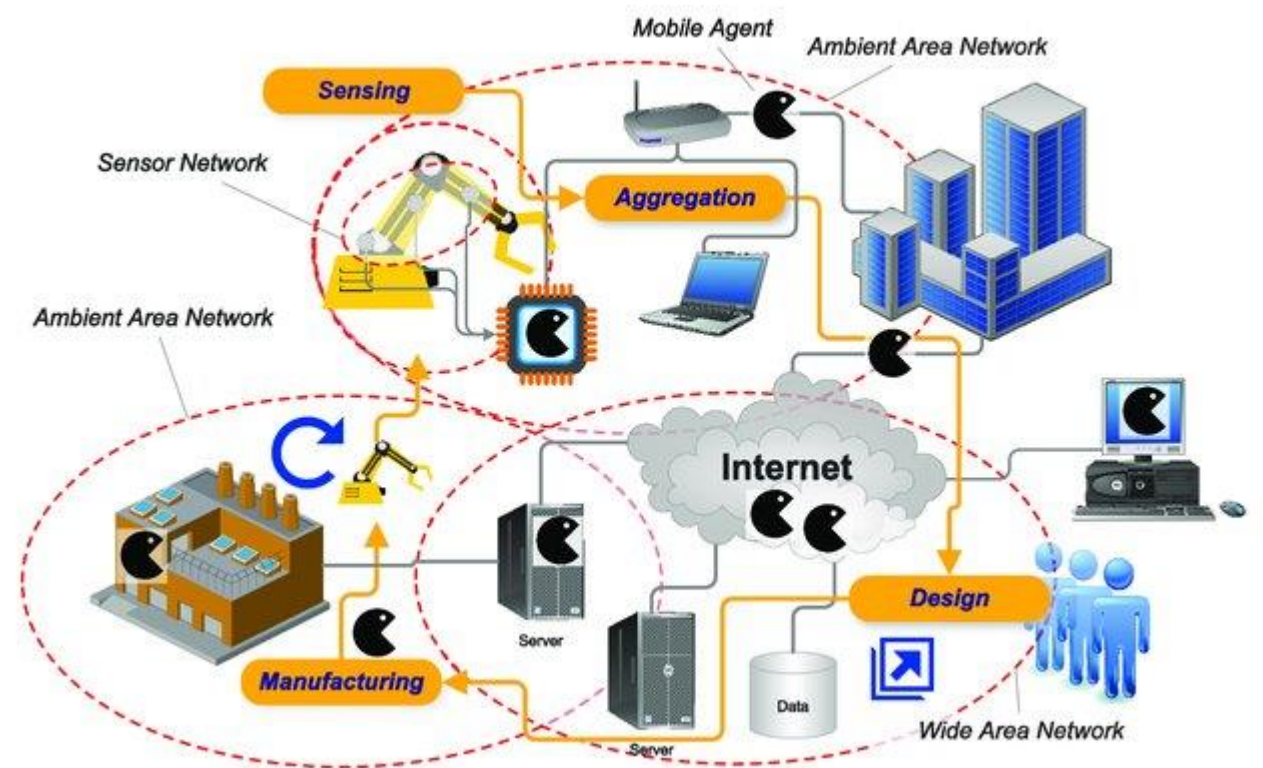 Mobile Agent
Ambient Area Network
Sensing
Sensor Network
Aggregation
Ambient Area Network
Internet
Design
Server
Manufacturing
Data
Wide Area Network
Server